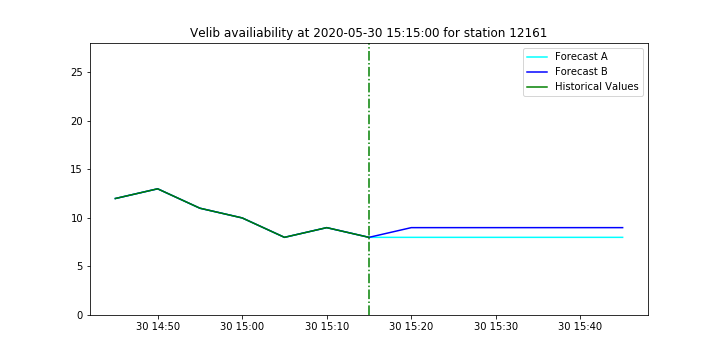 Velib availiability at 2020-05-30 15:15:00 for station 12161
Forecast A
Forecast B
Historical Values
25
20
15
10
5
0
30 14:50 30 15:00 30 15:10 30 15:20 30 15:30 30 15:40